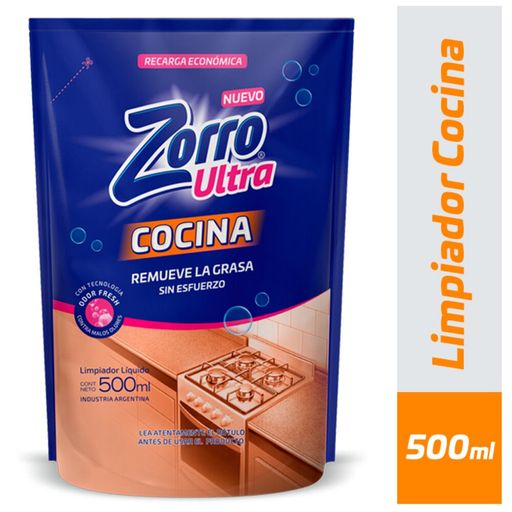 RECARGA ECONÓMICA
NUEVO
Zorro®
Ultra
COCINA
REMUEVE LA GRASA
SIN ESFUERZO
CON TECNOLOGÍA
ODOR FRESH
CONTRA MALOS OLORES
Limpiador Líquido
CONT.
NETO 500ml
INDUSTRIA ARGENTINA
LEA ATENTAMENTE EL RÓTULO
ANTES DE USAR EL PRODUCTO
Limpiador Cocina
500ml